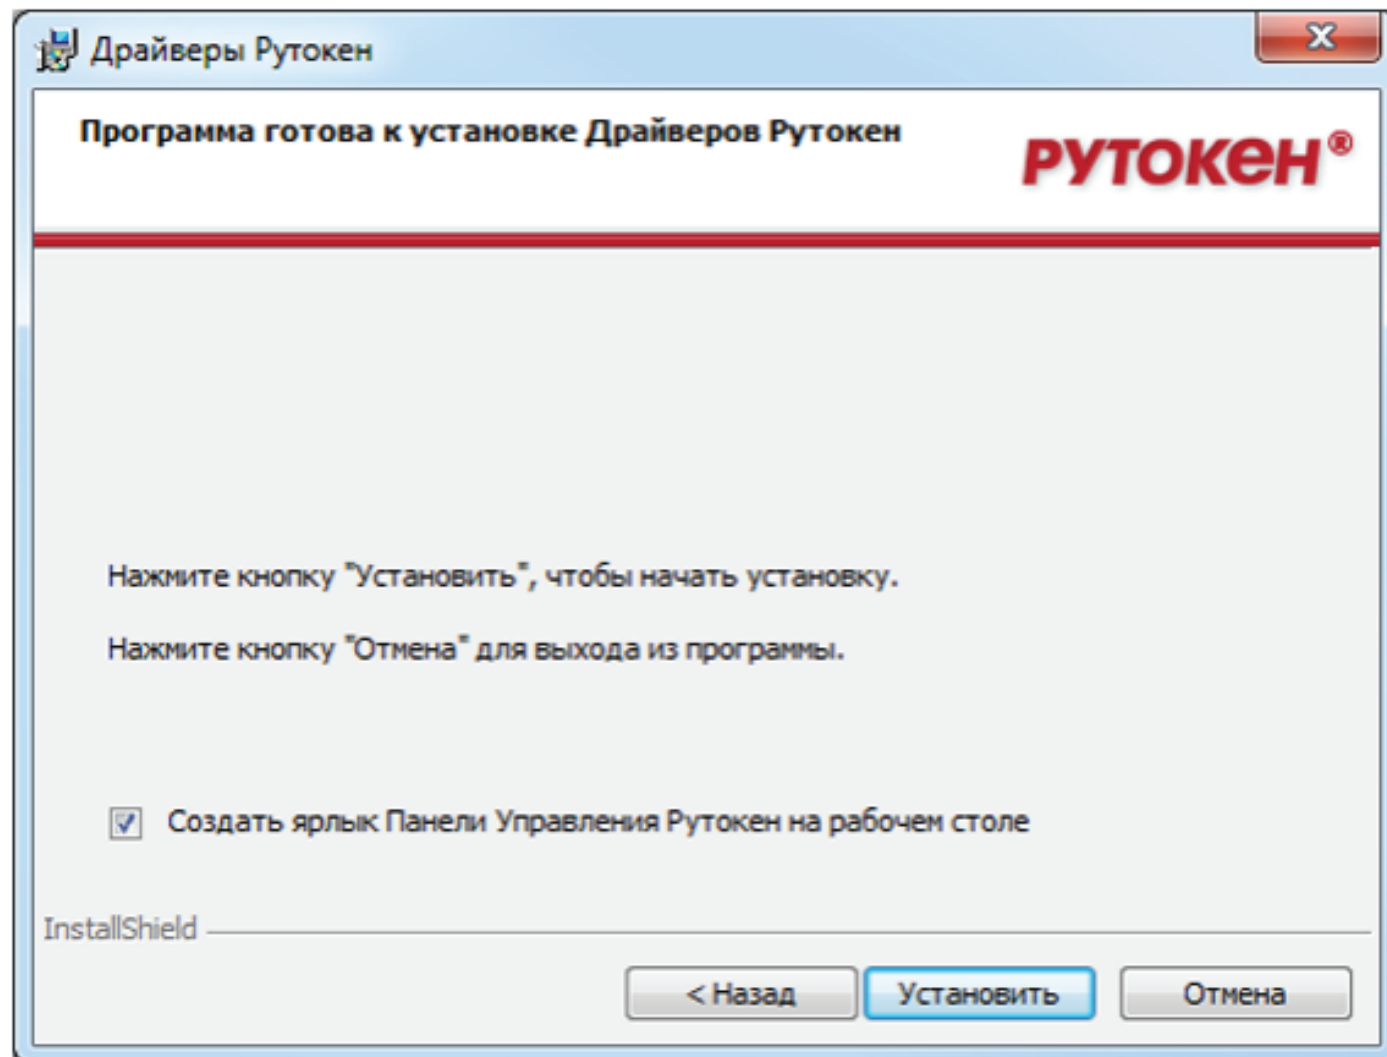 Драйверы Рутокен
Программа готова к установке Драйверов Рутокен
РУТОКЕН®
Нажмите кнопку "Установить", чтобы начать установку.
Нажмите кнопку "Отмена" для выхода из программы.
Создать ярлык Панели Управления Рутокен на рабочем столе
InstallShield
< Назад
Установить
Отмена